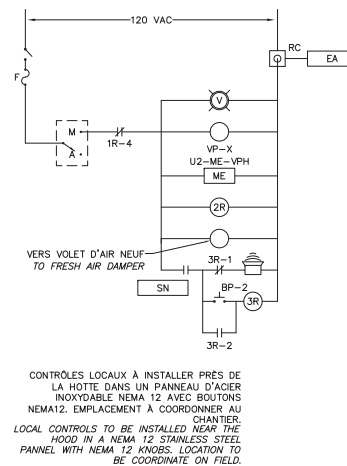 120 VAC
RC
EA
F
V
M
A
1R-4
VP-X
U2-ME-VPH
ME
2R
VERS VOLET D'AIR NEUF
TO FRESH AIR DAMPER
3R-1
SN
BP-2
3R
3R-2
CONTRÔLES LOCAUX À INSTALLER PRÈS DE
LA HOTTE DANS UN PANNEAU D'ACIER
INOXYDABLE NEMA 12 AVEC BOUTONS
NEMA12. EMPLACEMENT À COORDONNER AU
CHANTIER.
LOCAL CONTROLS TO BE INSTALLED NEAR THE
HOOD IN A NEMA 12 STAINLESS STEEL
PANNEL WITH NEMA 12 KNOBS. LOCATION TO
BE COORDINATE ON FIELD.